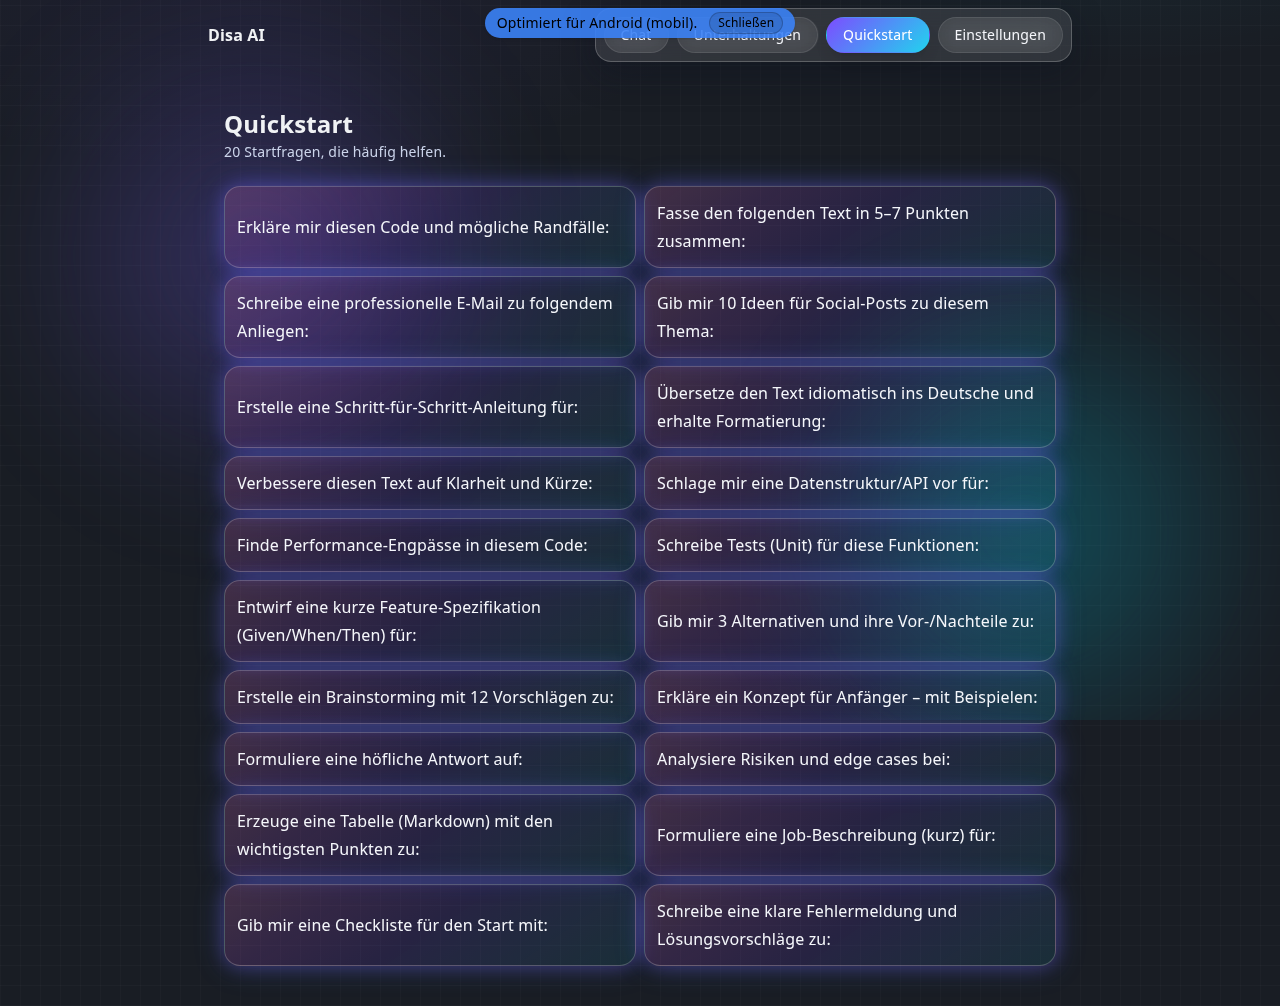 Optimiert für Android (mobil). Schließen
Disa AI
Chat Unterhaltungen Quickstart Einstellungen
Quickstart
20 Startfragen, die häufig helfen.
Erkläre mir diesen Code und mögliche Randfälle:
Fasse den folgenden Text in 5–7 Punkten
zusammen:
Schreibe eine professionelle E-Mail zu folgendem
Anliegen:
Gib mir 10 Ideen für Social-Posts zu diesem
Thema:
Erstelle eine Schritt-für-Schritt-Anleitung für:
Übersetze den Text idiomatisch ins Deutsche und
erhalte Formatierung:
Verbessere diesen Text auf Klarheit und Kürze:
Schlage mir eine Datenstruktur/API vor für:
Finde Performance-Engpässe in diesem Code:
Schreibe Tests (Unit) für diese Funktionen:
Entwirf eine kurze Feature-Spezifikation
(Given/When/Then) für:
Gib mir 3 Alternativen und ihre Vor-/Nachteile zu:
Erstelle ein Brainstorming mit 12 Vorschlägen zu:
Erkläre ein Konzept für Anfänger – mit Beispielen:
Formuliere eine höfliche Antwort auf:
Analysiere Risiken und edge cases bei:
Erzeuge eine Tabelle (Markdown) mit den
wichtigsten Punkten zu:
Formuliere eine Job-Beschreibung (kurz) für:
Gib mir eine Checkliste für den Start mit:
Schreibe eine klare Fehlermeldung und
Lösungsvorschläge zu: